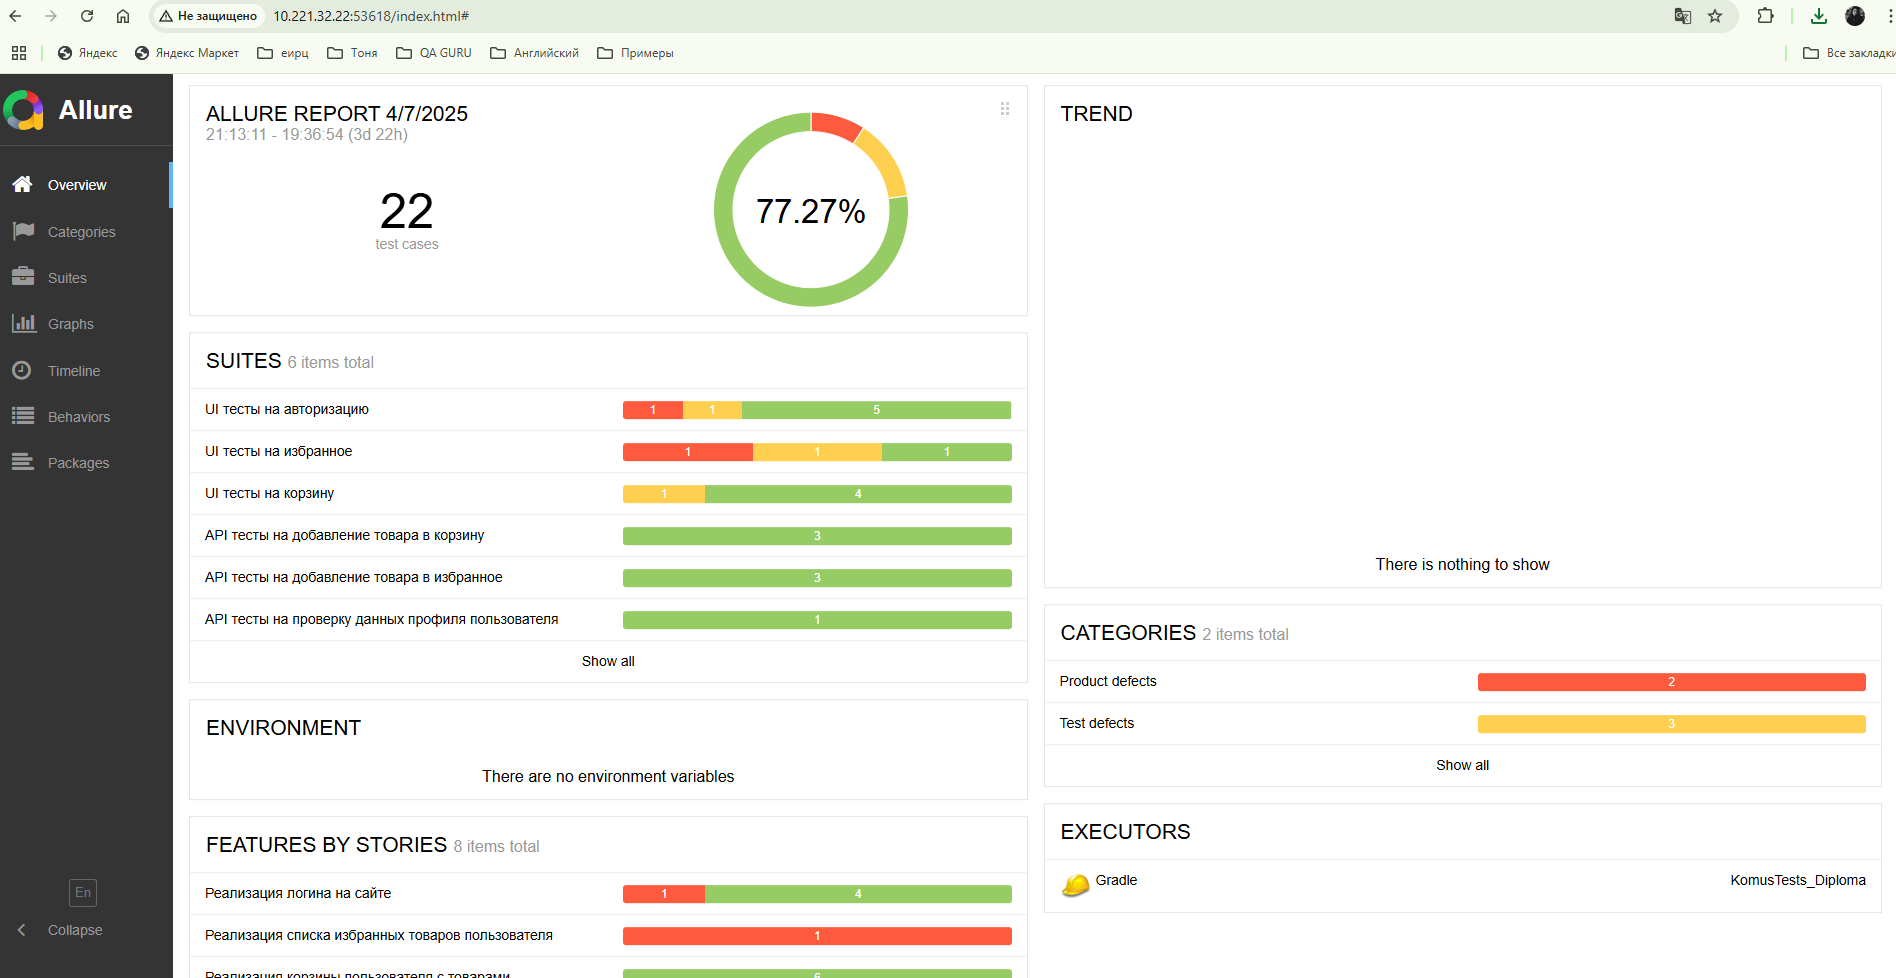 Не защищено
10.221.32.22:53618/index.html#
Яндекс
Яндекс Маркет
еирц
Тоня
QA GURU
Английский
Примеры
Все закладки
Allure
Overview
Categories
Suites
Graphs
Timeline
Behaviors
Packages
En
Collapse
ALLURE REPORT 4/7/2025
21:13:11 - 19:36:54 (3d 22h)
22
test cases
77.27%
SUITES 6 items total
UI тесты на авторизацию 1 1 5
UI тесты на избранное 1 1 1
UI тесты на корзину 1 4
API тесты на добавление товара в корзину 3
API тесты на добавление товара в избранное 3
API тесты на проверку данных профиля пользователя 1
Show all
ENVIRONMENT
There are no environment variables
FEATURES BY STORIES 8 items total
Реализация логина на сайте 1 4
Реализация списка избранных товаров пользователя 1
Реализация корзины пользователя с товарами 6
TREND
There is nothing to show
CATEGORIES 2 items total
Product defects 2
Test defects 3
Show all
EXECUTORS
Gradle KomusTests_Diploma